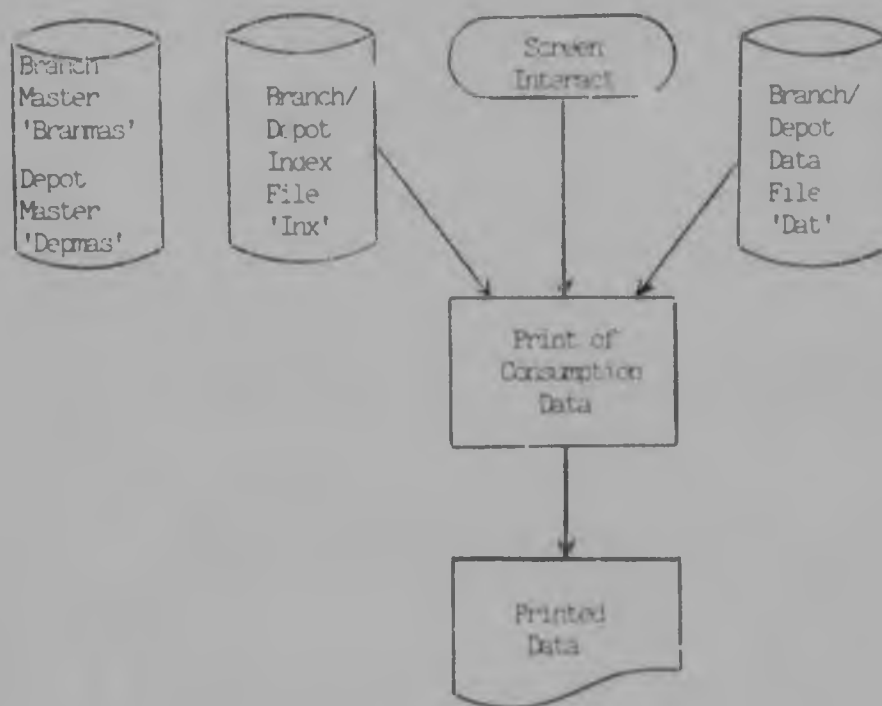 Branch
Master
'Branmas'
Depot
Master
'Depmas'
Branch/
Depot
Index
File
'Inx'
Screen
Interact
Branch/
Depot
Data
File
'Dat'
Print of
Consumption
Data
Printed
Data